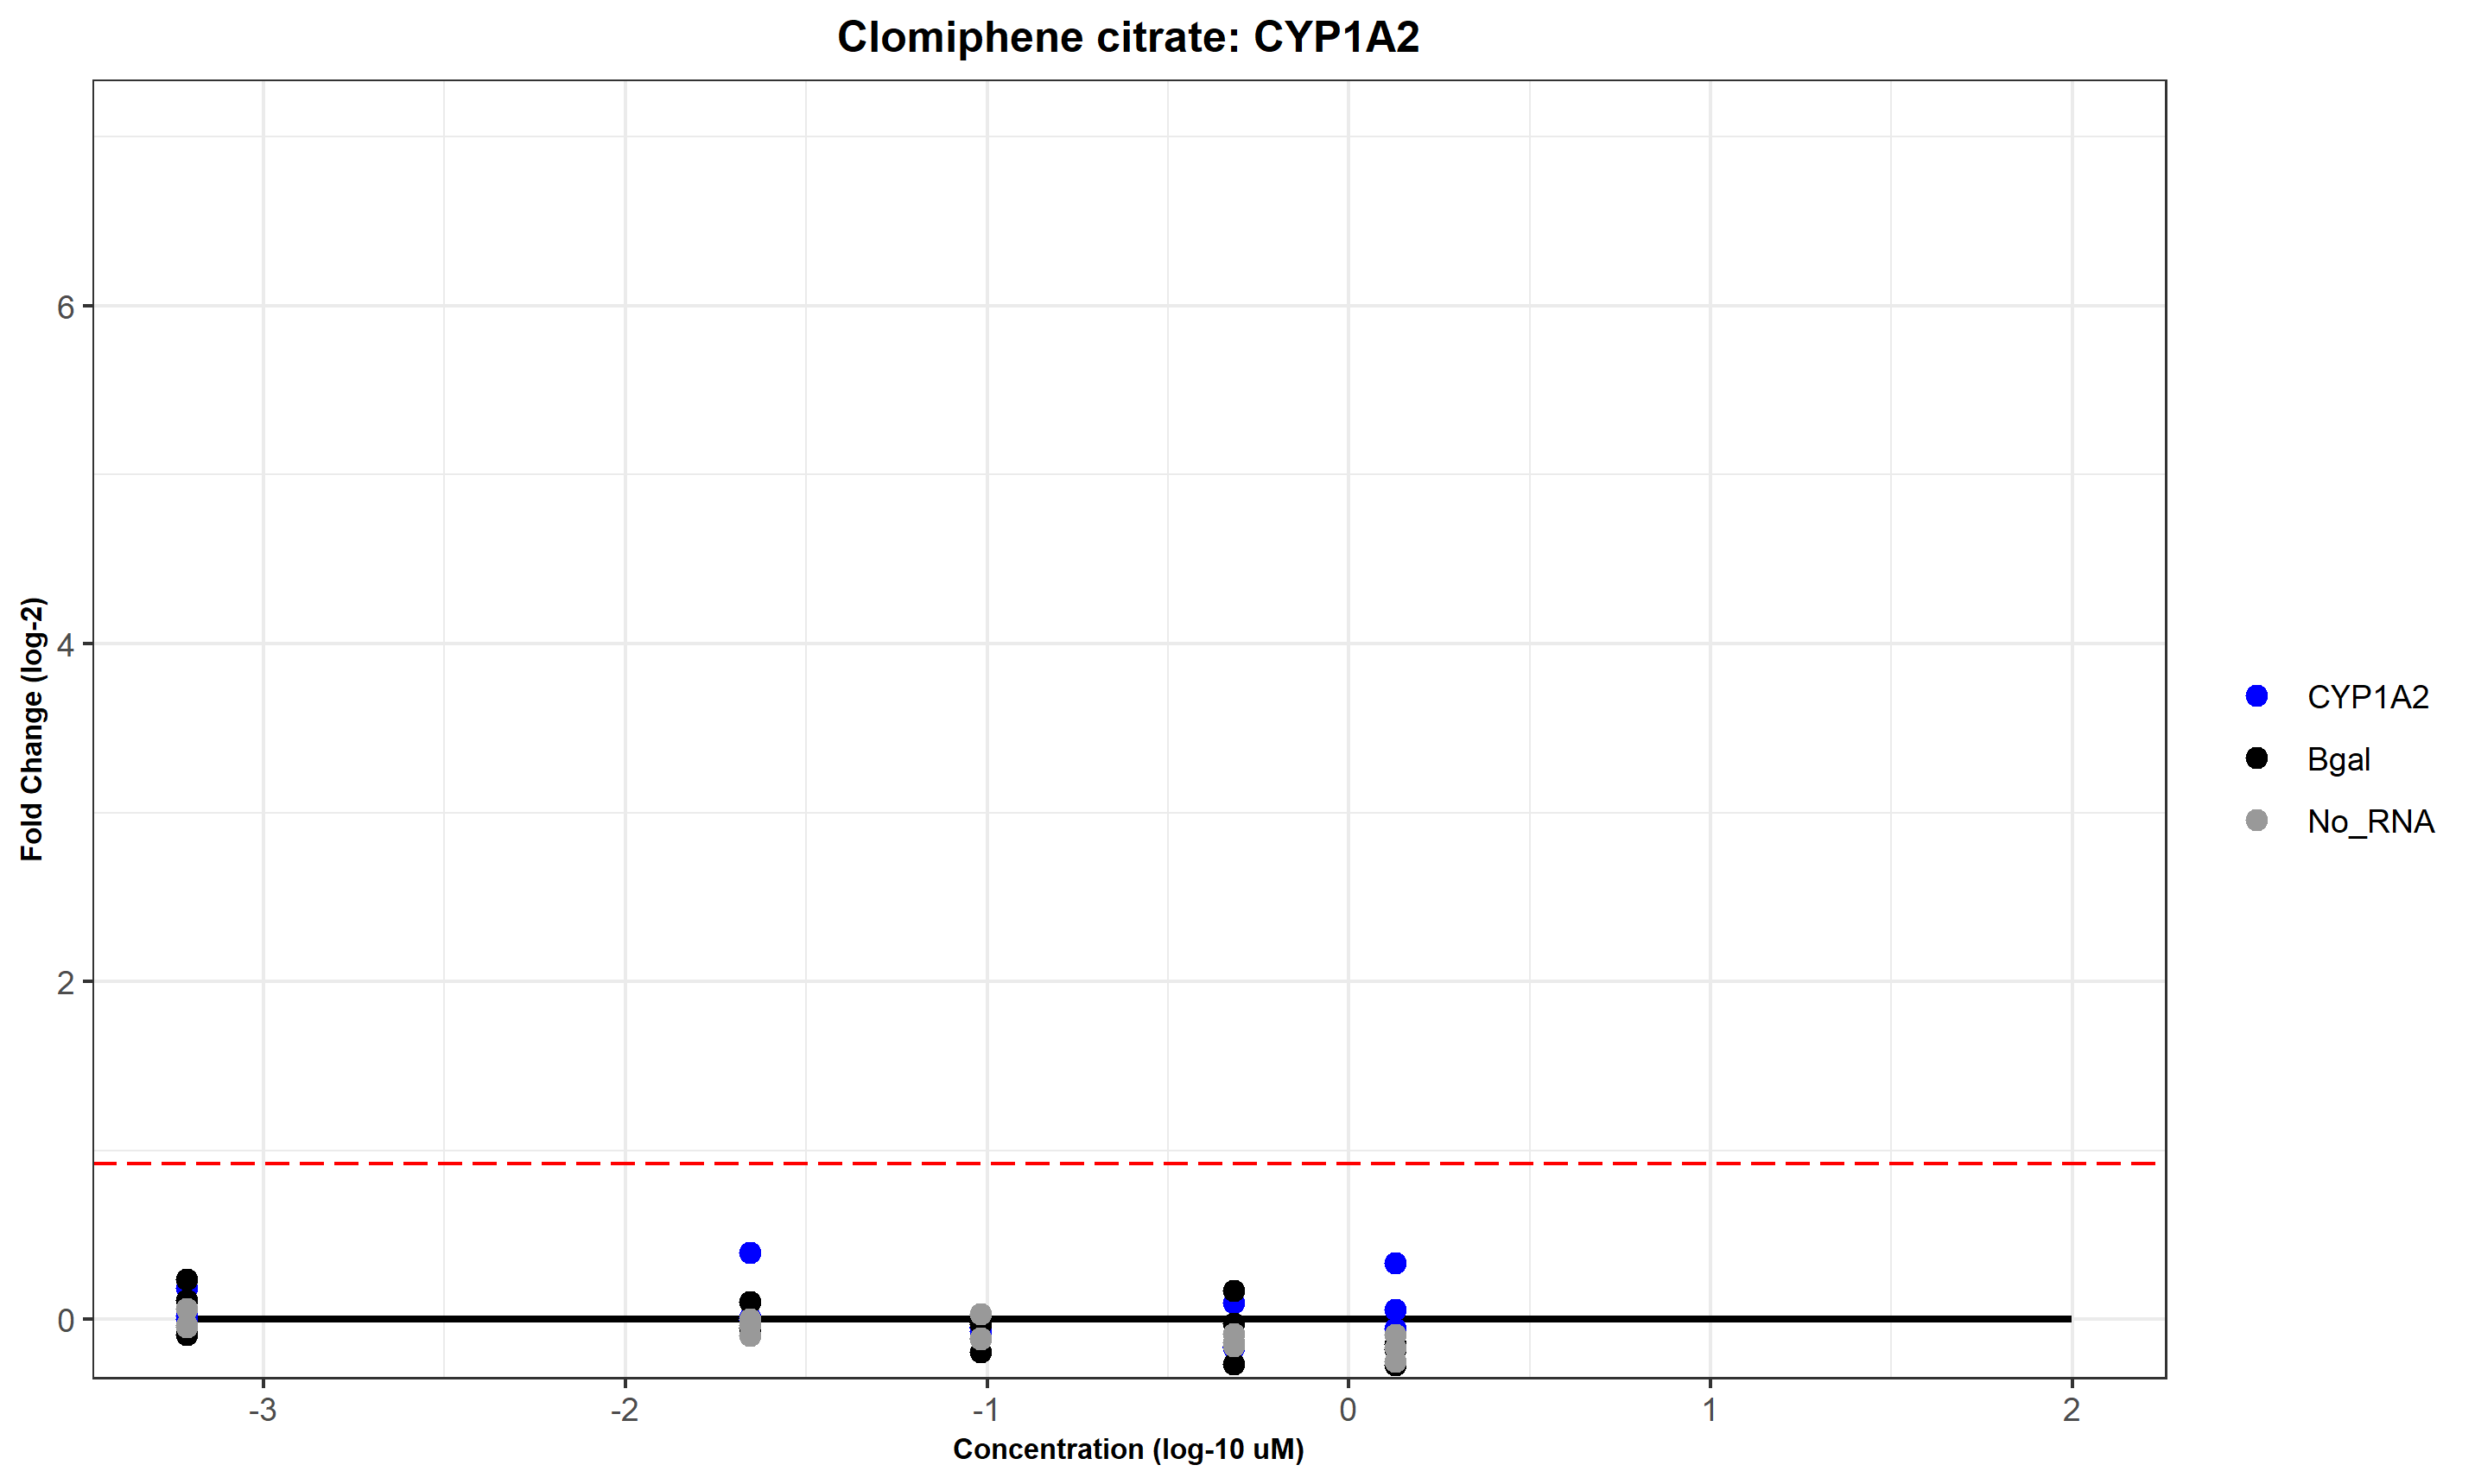 Clomiphene citrate: CYP1A2
Fold Change (log-2)
6
4
2
0
-3
-2
-1
0
1
2
Concentration (log-10 uM)
CYP1A2
Bgal
No_RNA